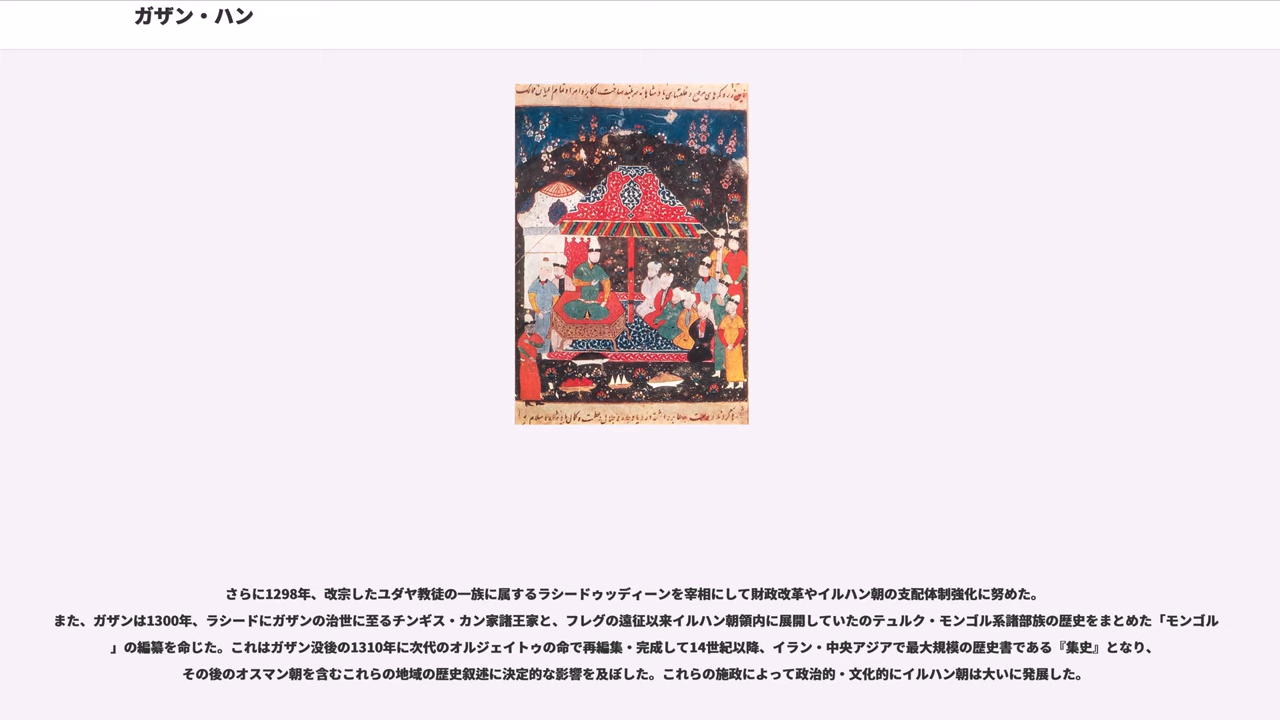 ガザン・ハン
さらに1298年、改宗したユダヤ教徒の一族に属するラシードゥッディーンを宰相にして財政改革やイルハン朝の支配体制強化に努めた。
また、ガザンは1300年、ラシードにガザンの治世に至るチンギス・カン家諸王家と、フレグの遠征以来イルハン朝領内に展開していたのテュルク・モンゴル系諸部族の歴史をまとめた「モンゴル
」の編纂を命じた。これはガザン没後の1310年に次代のオルジェイトゥの命で再編集・完成して14世紀以降、イラン・中央アジアで最大規模の歴史書である『集史』となり、
その後のオスマン朝を含むこれらの地域の歴史叙述に決定的な影響を及ぼした。これらの施政によって政治的・文化的にイルハン朝は大いに発展した。